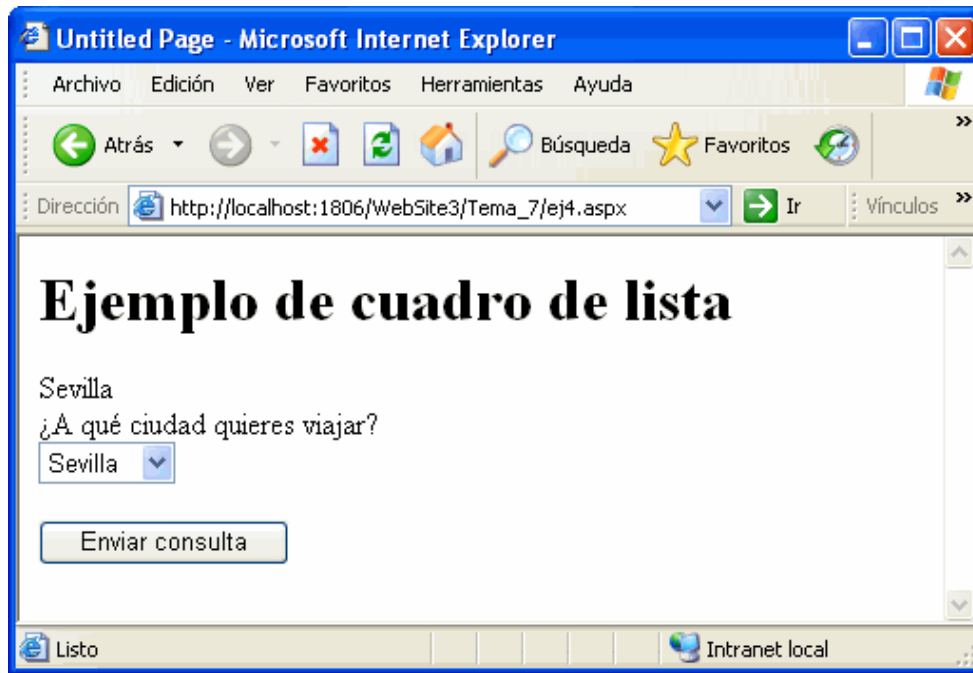 Untitled Page - Microsoft Internet Explorer
Archivo Edición Ver Favoritos Herramientas Ayuda
Atrás Búsqueda Favoritos »
Dirección http://localhost:1806/WebSite3/Tema_7/ej4.aspx Ir Vínculos »
Ejemplo de cuadro de lista
Sevilla
¿A qué ciudad quieres viajar?
Sevilla
Enviar consulta
Listo Intranet local